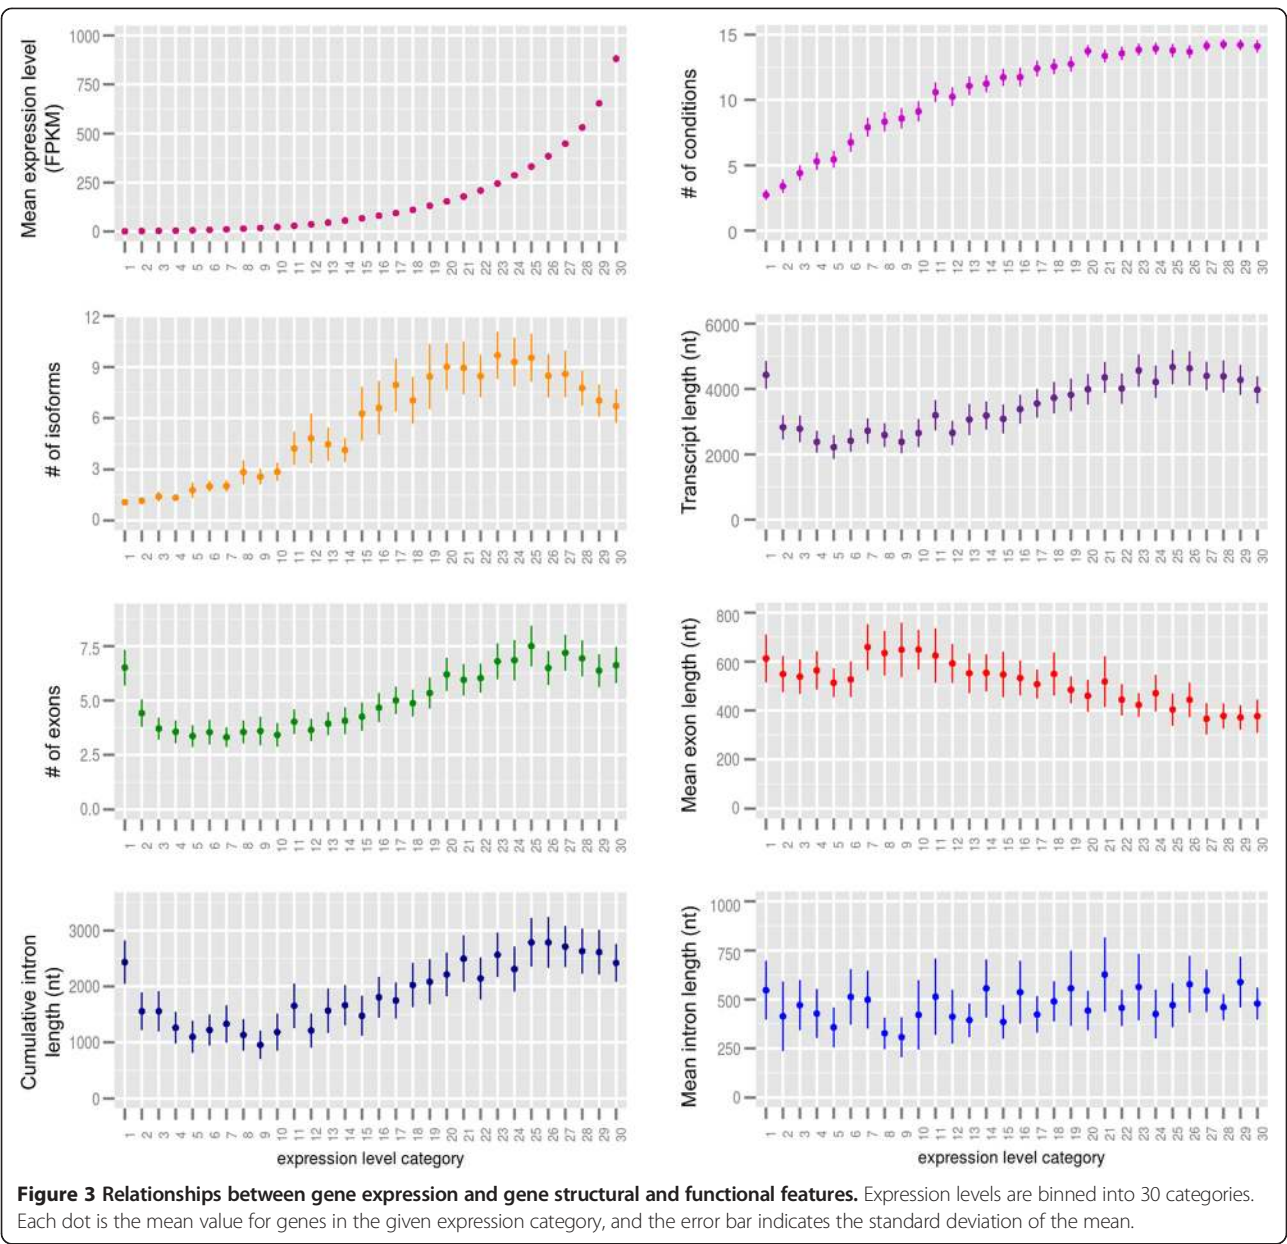 Mean expression level
(FPKM)
1000
750
500
250
0
1 2 3 4 5 6 7 8 9 10 11 12 13 14 15 16 17 18 19 20 21 22 23 24 25 26 27 28 29 30
# of conditions
15
10
5
0
1 2 3 4 5 6 7 8 9 10 11 12 13 14 15 16 17 18 19 20 21 22 23 24 25 26 27 28 29 30
# of isoforms
12
9
6
3
0
1 2 3 4 5 6 7 8 9 10 11 12 13 14 15 16 17 18 19 20 21 22 23 24 25 26 27 28 29 30
Transcript length (nt)
6000
4000
2000
0
1 2 3 4 5 6 7 8 9 10 11 12 13 14 15 16 17 18 19 20 21 22 23 24 25 26 27 28 29 30
# of exons
7.5
5.0
2.5
0.0
1 2 3 4 5 6 7 8 9 10 11 12 13 14 15 16 17 18 19 20 21 22 23 24 25 26 27 28 29 30
Mean exon length (nt)
800
600
400
200
0
1 2 3 4 5 6 7 8 9 10 11 12 13 14 15 16 17 18 19 20 21 22 23 24 25 26 27 28 29 30
Cumulative intron
length (nt)
3000
2000
1000
0
1 2 3 4 5 6 7 8 9 10 11 12 13 14 15 16 17 18 19 20 21 22 23 24 25 26 27 28 29 30
expression level category
Mean intron length (nt)
1000
750
500
250
0
1 2 3 4 5 6 7 8 9 10 11 12 13 14 15 16 17 18 19 20 21 22 23 24 25 26 27 28 29 30
expression level category
Figure 3 Relationships between gene expression and gene structural and functional features. Expression levels are binned into 30 categories.
Each dot is the mean value for genes in the given expression category, and the error bar indicates the standard deviation of the mean.